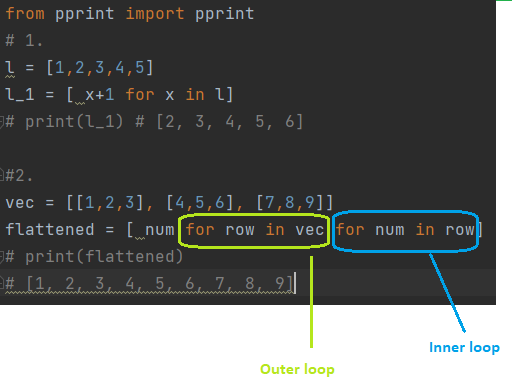 from pprint import pprint
# 1.
l = [1,2,3,4,5]
l_1 = [ x+1 for x in l]
# print(l_1) # [2, 3, 4, 5, 6]
#2.
vec = [[1,2,3], [4,5,6], [7,8,9]]
flattened = [ num for row in vec for num in row]
# print(flattened)
# [1, 2, 3, 4, 5, 6, 7, 8, 9]
Inner loop
Outer loop